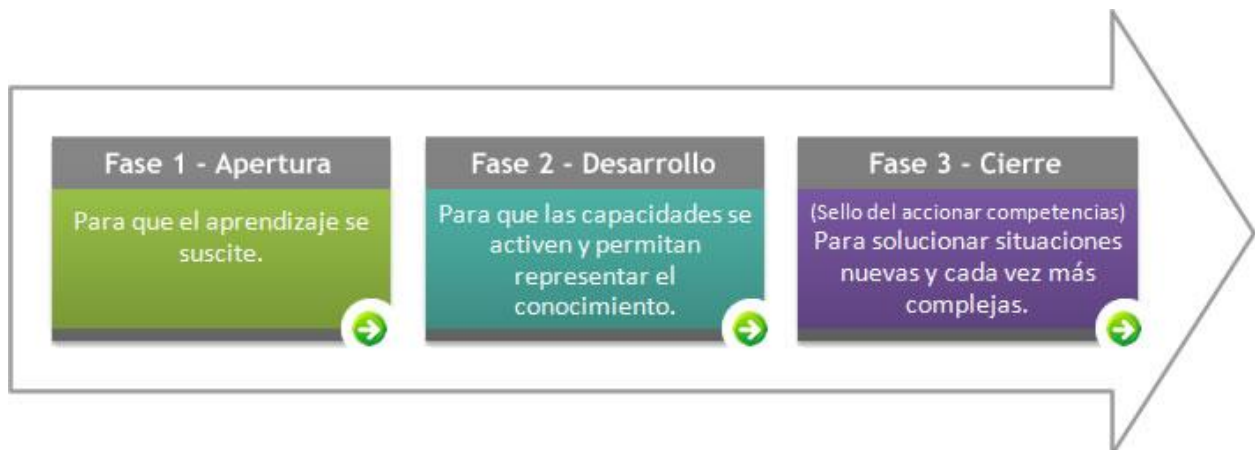 Fase 1 - Apertura
Para que el aprendizaje se
suscite.
Fase 2 - Desarrollo
Para que las capacidades se
activen y permitan
representar el
conocimiento.
Fase 3 - Cierre
(Sello del accionar competencias)
Para solucionar situaciones
nuevas y cada vez más
complejas.